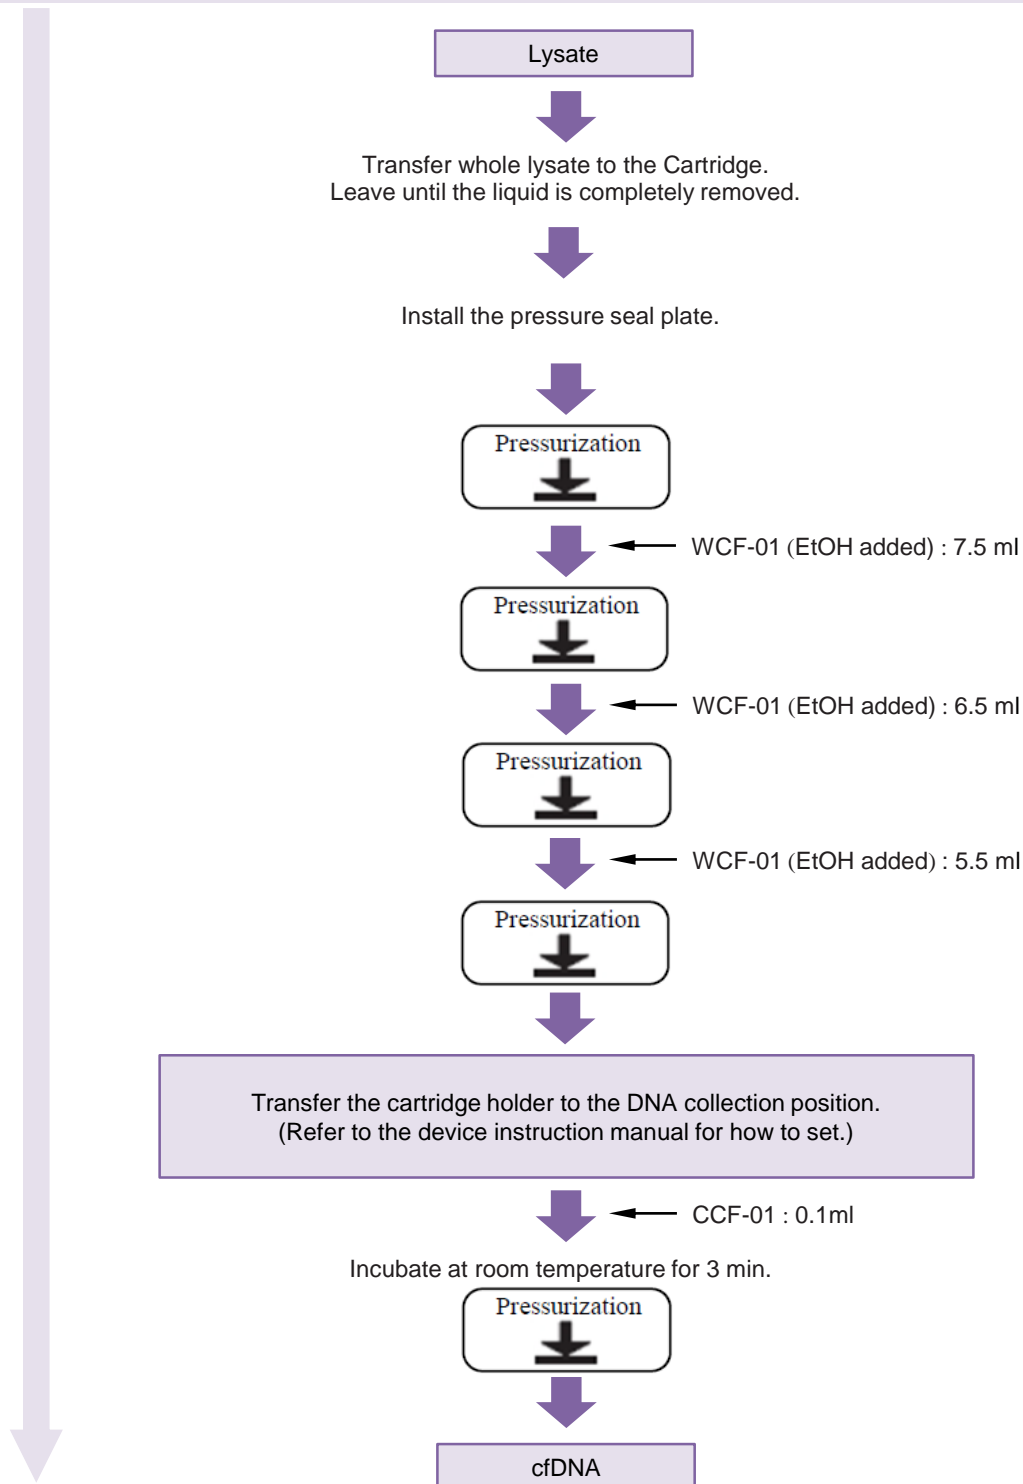 Lysate
Transfer whole lysate to the Cartridge.
Leave until the liquid is completely removed.
Install the pressure seal plate.
Pressurization
WCF-01 (EtOH added) : 7.5 ml
Pressurization
WCF-01 (EtOH added) : 6.5 ml
Pressurization
WCF-01 (EtOH added) : 5.5 ml
Pressurization
Transfer the cartridge holder to the DNA collection position.
(Refer to the device instruction manual for how to set.)
CCF-01 : 0.1ml
Incubate at room temperature for 3 min.
Pressurization
cfDNA